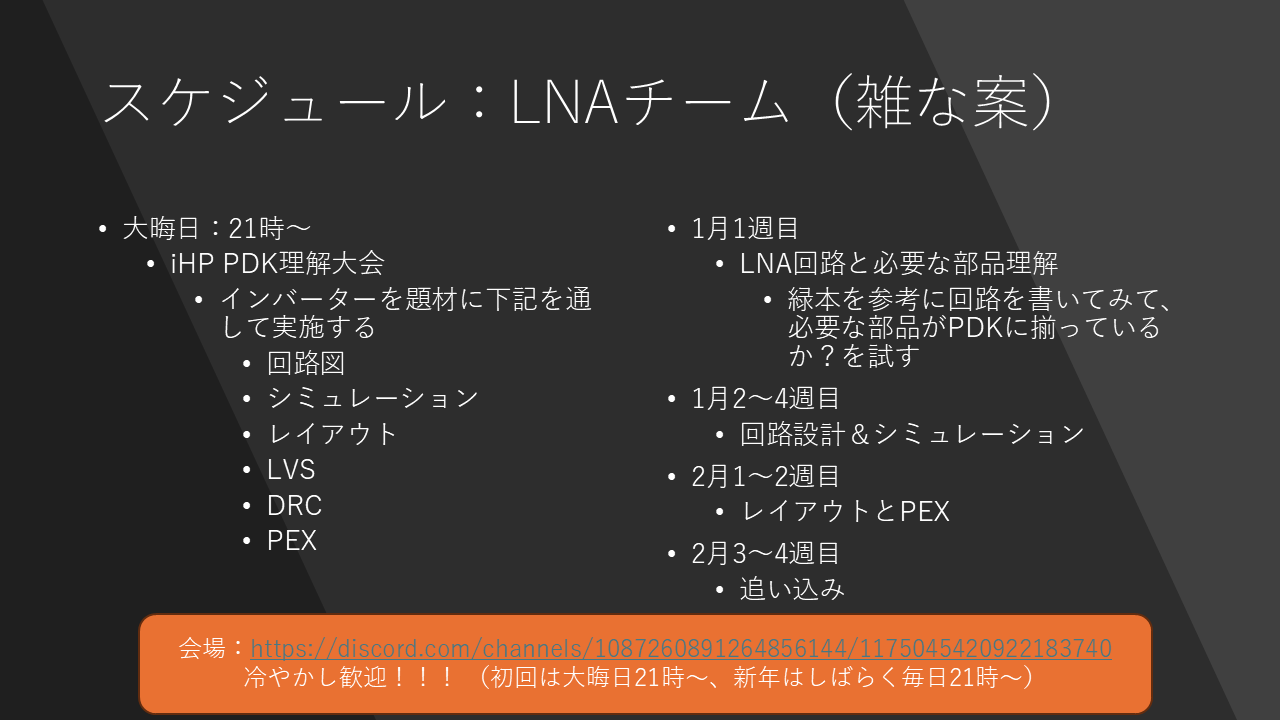 スケジュール：LNAチーム（雑な案）
• 大晦日：21時～
• iHP PDK理解大会
• インバーターを題材に下記を通
して実施する
• 回路図
• シミュレーション
• レイアウト
• LVS
• DRC
• PEX
• 1月1週目
• LNA回路と必要な部品理解
• 緑本を参考に回路を書いてみて、
必要な部品がPDKに揃っている
か？を試す
• 1月2～4週目
• 回路設計＆シミュレーション
• 2月1～2週目
• レイアウトとPEX
• 2月3～4週目
• 追い込み
会場：https://discord.com/channels/1087260891264856144/1175045420922183740
冷やかし歓迎！！！（初回は大晦日21時～、新年はしばらく毎日21時～）